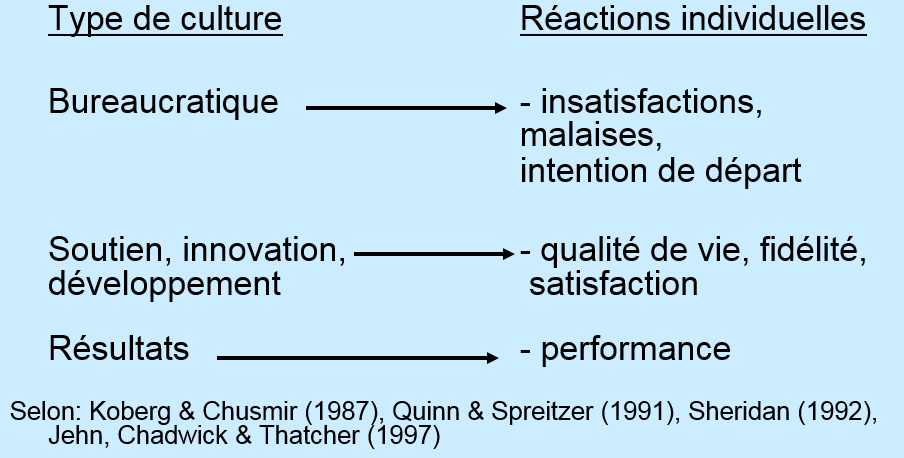 Type de culture Réactions individuelles
Bureaucratique - insatisfactions,
malaises,
intention de départ
Soutien, innovation, - qualité de vie, fidélité,
développement satisfaction
Résultats - performance
Selon: Koberg & Chusmir (1987), Quinn & Spreitzer (1991), Sheridan (1992),
Jehn, Chadwick & Thatcher (1997)